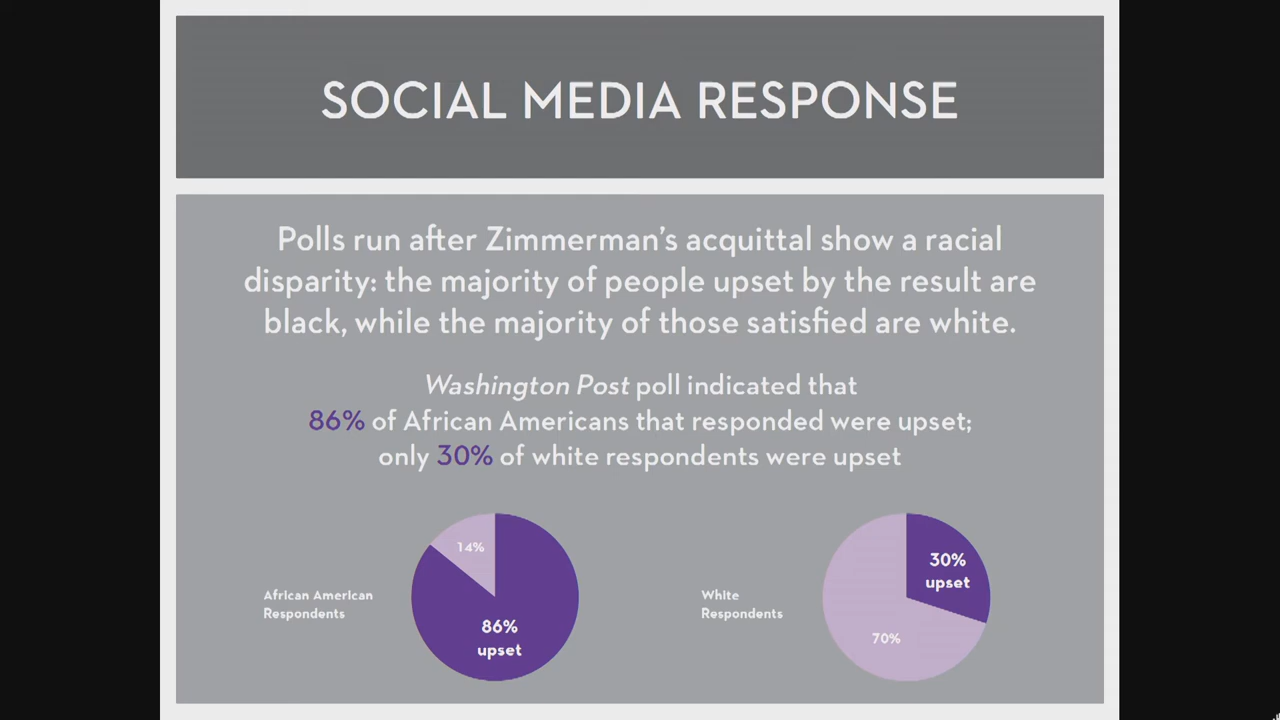 SOCIAL MEDIA RESPONSE
Polls run after Zimmerman's acquittal show a racial
disparity: the majority of people upset by the result are
black, while the majority of those satisfied are white.
Washington Post poll indicated that
86% of African Americans that responded were upset;
only 30% of white respondents were upset
African American
Respondents
14%
86%
upset
White
Respondents
30%
upset
70%